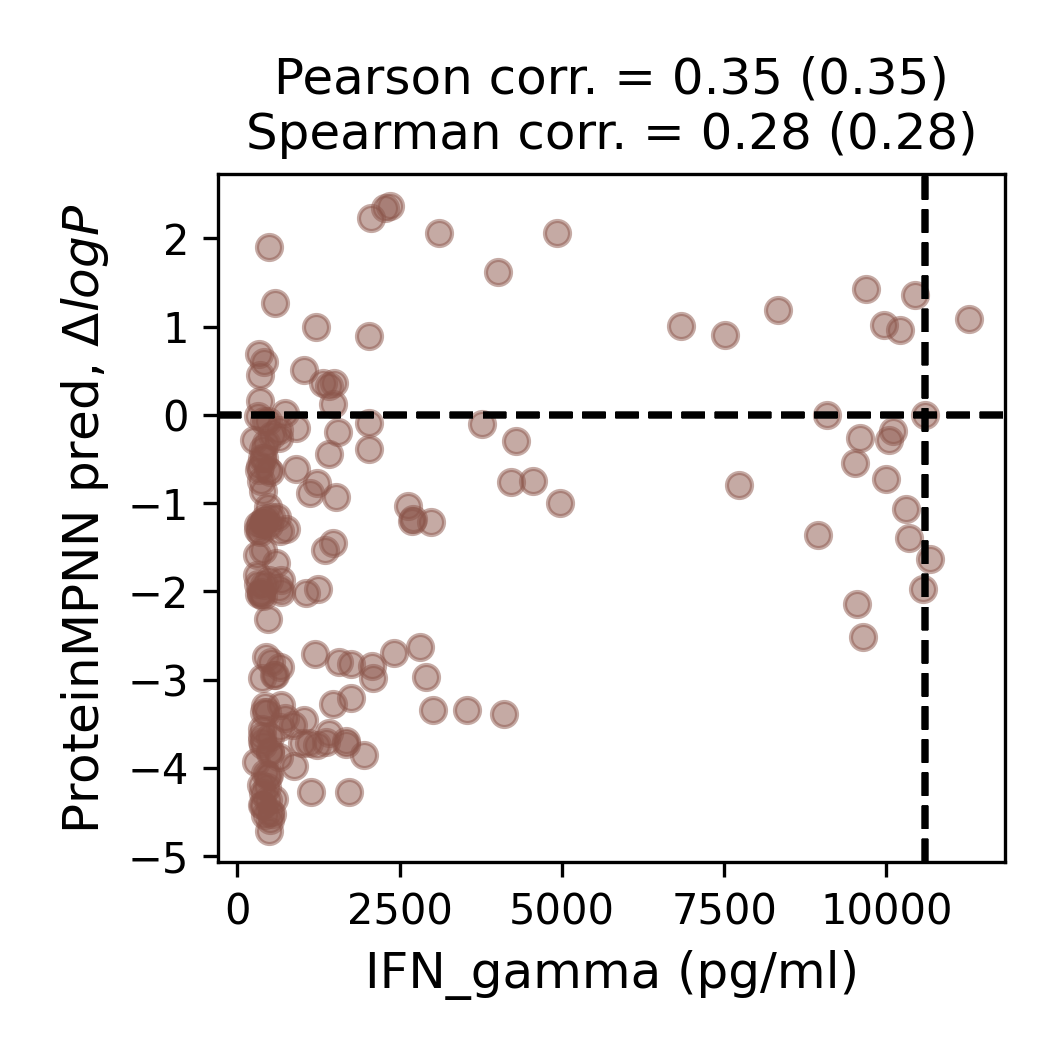 Pearson corr. = 0.35 (0.35)
Spearman corr. = 0.28 (0.28)
ProteinMPNN pred, ΔlogP
2
1
0
−1
−2
−3
−4
−5
0 2500 5000 7500 10000
IFN_gamma (pg/ml)